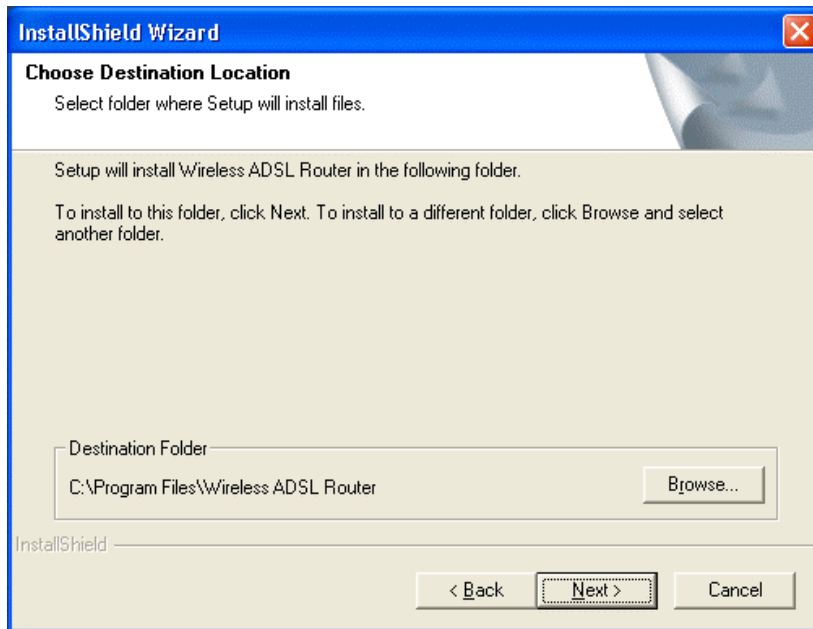 InstallShield Wizard
Choose Destination Location
Select folder where Setup will install files.
Setup will install Wireless ADSL Router in the following folder.
To install to this folder, click Next. To install to a different folder, click Browse and select
another folder.
Destination Folder
C:\Program Files\Wireless ADSL Router
Browse...
InstallShield
< Back
Next >
Cancel